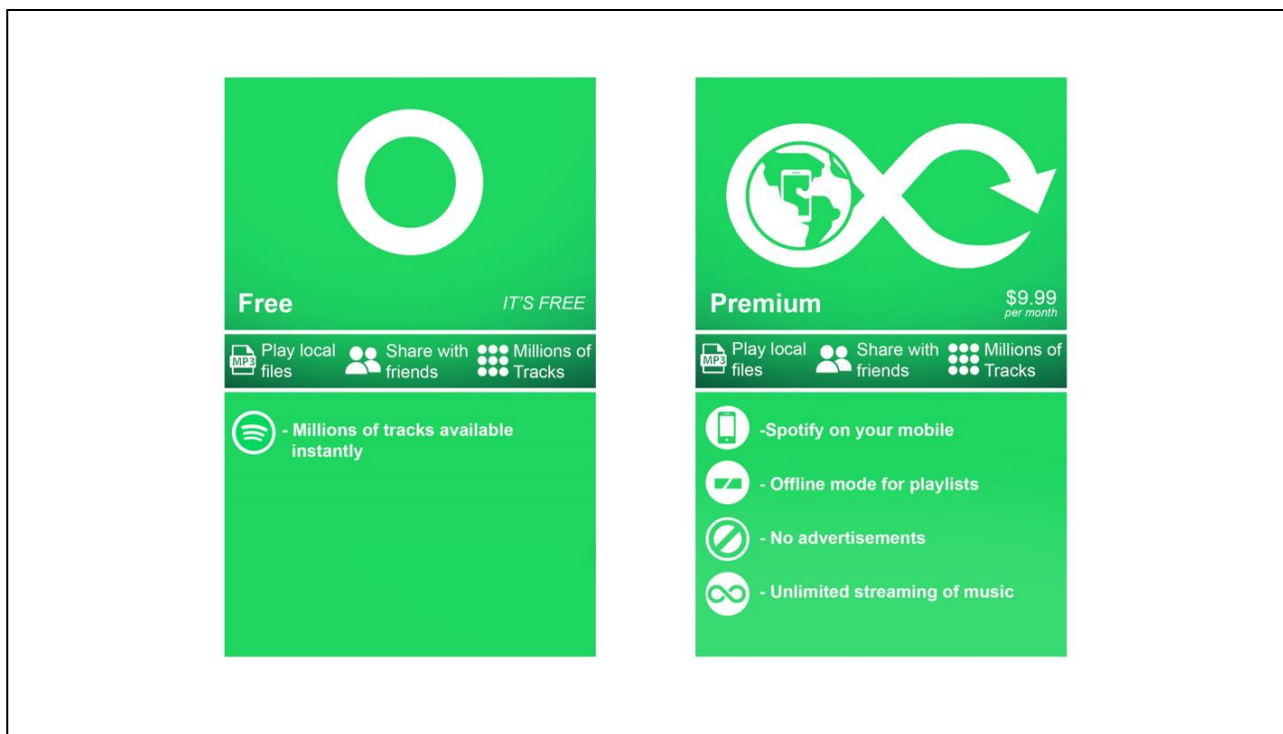 Free
IT'S FREE
MP3
Play local
files
Share with
friends
Millions of
Tracks
- Millions of tracks available
instantly
Premium
$9.99
per month
MP3
Play local
files
Share with
friends
Millions of
Tracks
-Spotify on your mobile
- Offline mode for playlists
- No advertisements
- Unlimited streaming of music